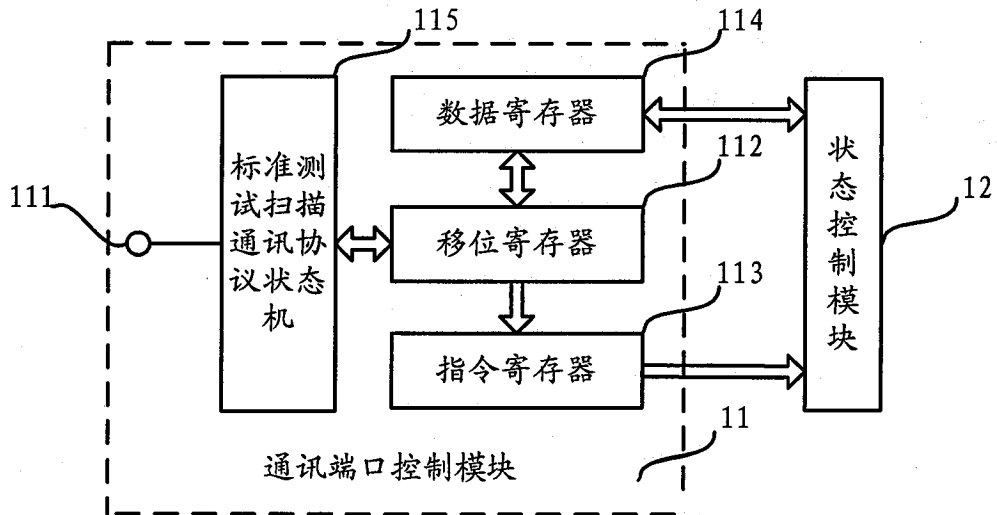 115
114
数据寄存器
112
标准测
试扫描
通讯协
议状态
机
111
移位寄存器
状态控制模块
12
113
指令寄存器
11
通讯端口控制模块